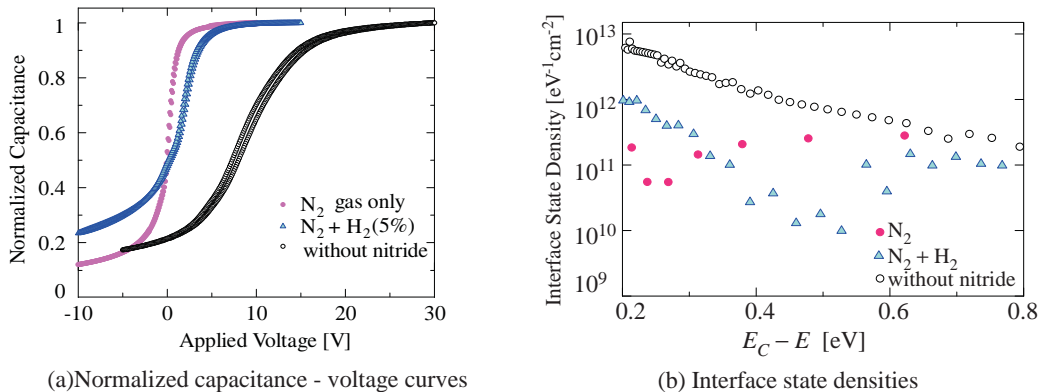 Normalized Capacitance
1
0.8
0.6
0.4
0.2
0
-10
0
10
20
30
Applied Voltage [V]
N2 gas only
N2 + H2 (5%)
without nitride
(a)Normalized capacitance - voltage curves
Interface State Density [eV-1cm-2]
10^13
10^12
10^11
10^10
10^9
0.2
0.4
0.6
0.8
EC – E [eV]
N2
N2 + H2
without nitride
(b) Interface state densities